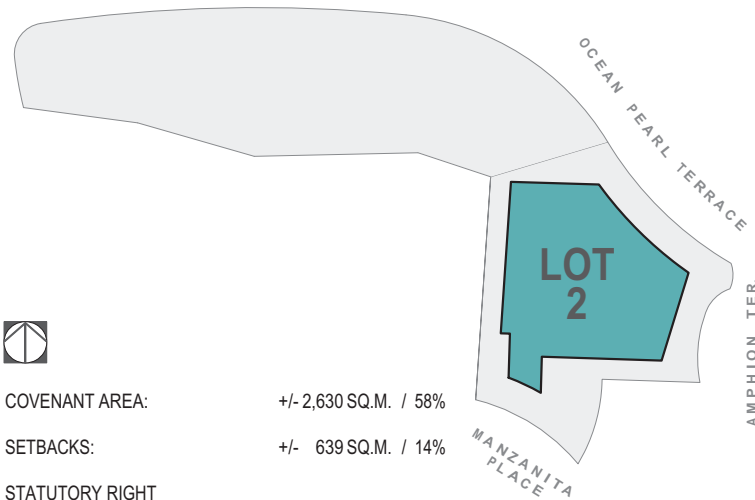 OCEAN PEARL TERRACE
LOT
2
AMPHION TER
COVENANT AREA: +/- 2,630 SQ.M. / 58%
SETBACKS: +/- 639 SQ.M. / 14%
MANZANITA
PLACE
STATUTORY RIGHT